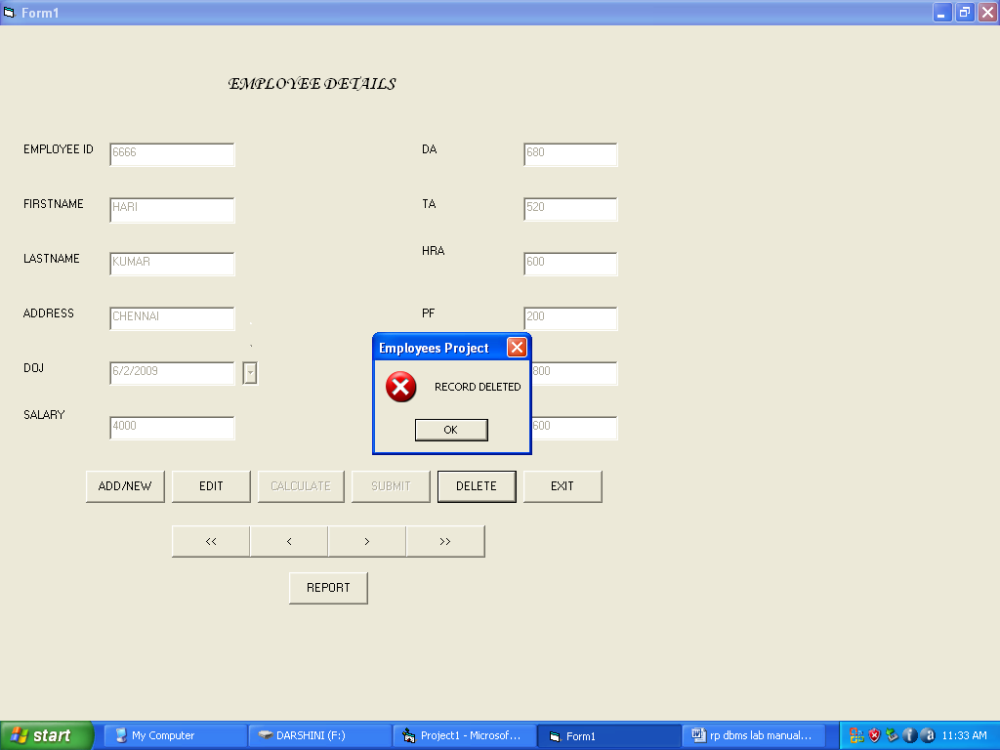 Form1
EMPLOYEE DETAILS
EMPLOYEE ID 6666 DA 680
FIRSTNAME HARI TA 520
LASTNAME KUMAR HRA 600
ADDRESS CHENNAI PF 200
Employees Project
DOJ 6/2/2009 800
RECORD DELETED
SALARY 4000 600
OK
ADD/NEW EDIT CALCULATE SUBMIT DELETE EXIT
<< < > >>
REPORT
start My Computer DARSHINI (F:) Project1 - Microsof... Form1 rp dbms lab manual... 11:33 AM